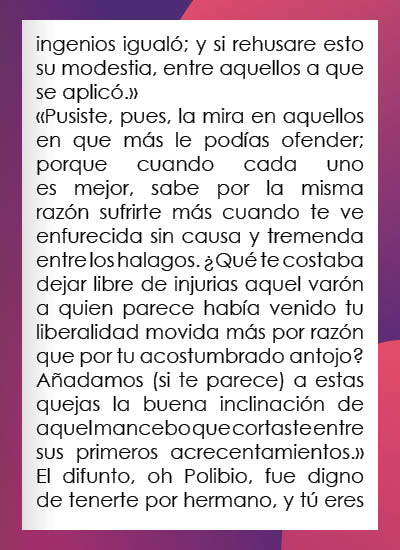 ingenios igualó; y si rehusare esto
su modestia, entre aquellos a que
se aplicó.»
«Pusiste, pues, la mira en aquellos
en que más le podías ofender;
porque cuando cada uno
es mejor, sabe por la misma
razón sufrirte más cuando te ve
enfurecida sin causa y tremenda
entre los halagos. ¿Qué te costaba
dejar libre de injurias aquel varón
a quien parece había venido tu
liberalidad movida más por razón
que por tu acostumbrado antojo?
Añadamos (si te parece) a estas
quejas la buena inclinación de
aquel mancebo que cortaste entre
sus primeros acrecentamientos.»
El difunto, oh Polibio, fue digno
de tenerte por hermano, y tú eres